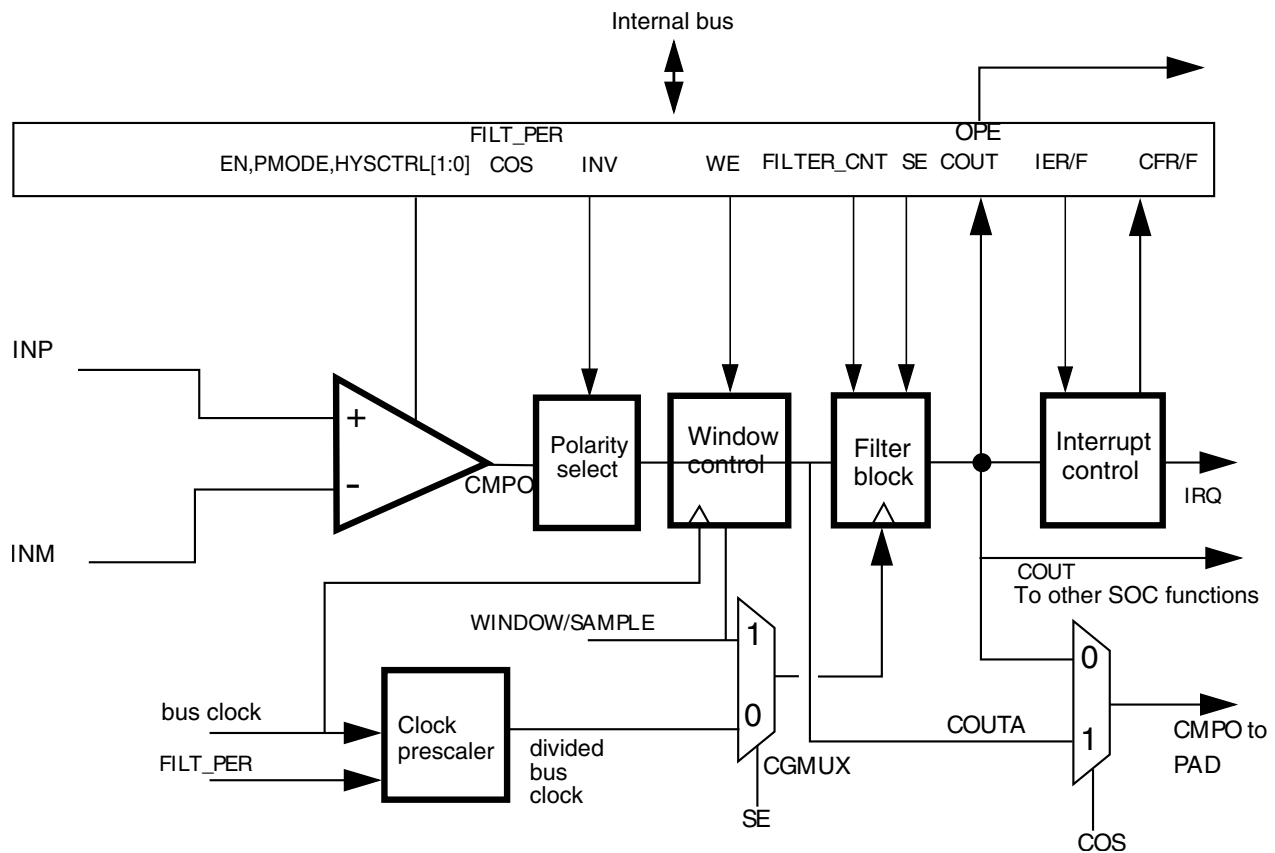 Internal bus
FILT_PER
OPE
EN,PMODE,HYSCTRL[1:0]
COS
INV
WE
FILTER_CNT
SE
COUT
IER/F
CFR/F
INP
+
-
INM
CMPO
Polarity
select
Window
control
Filter
block
Interrupt
control
IRQ
COUT
To other SOC functions
WINDOW/SAMPLE
1
0
CGMUX
SE
bus clock
FILT_PER
Clock
prescaler
divided
bus
clock
COUTA
0
1
CMPO to
PAD
COS